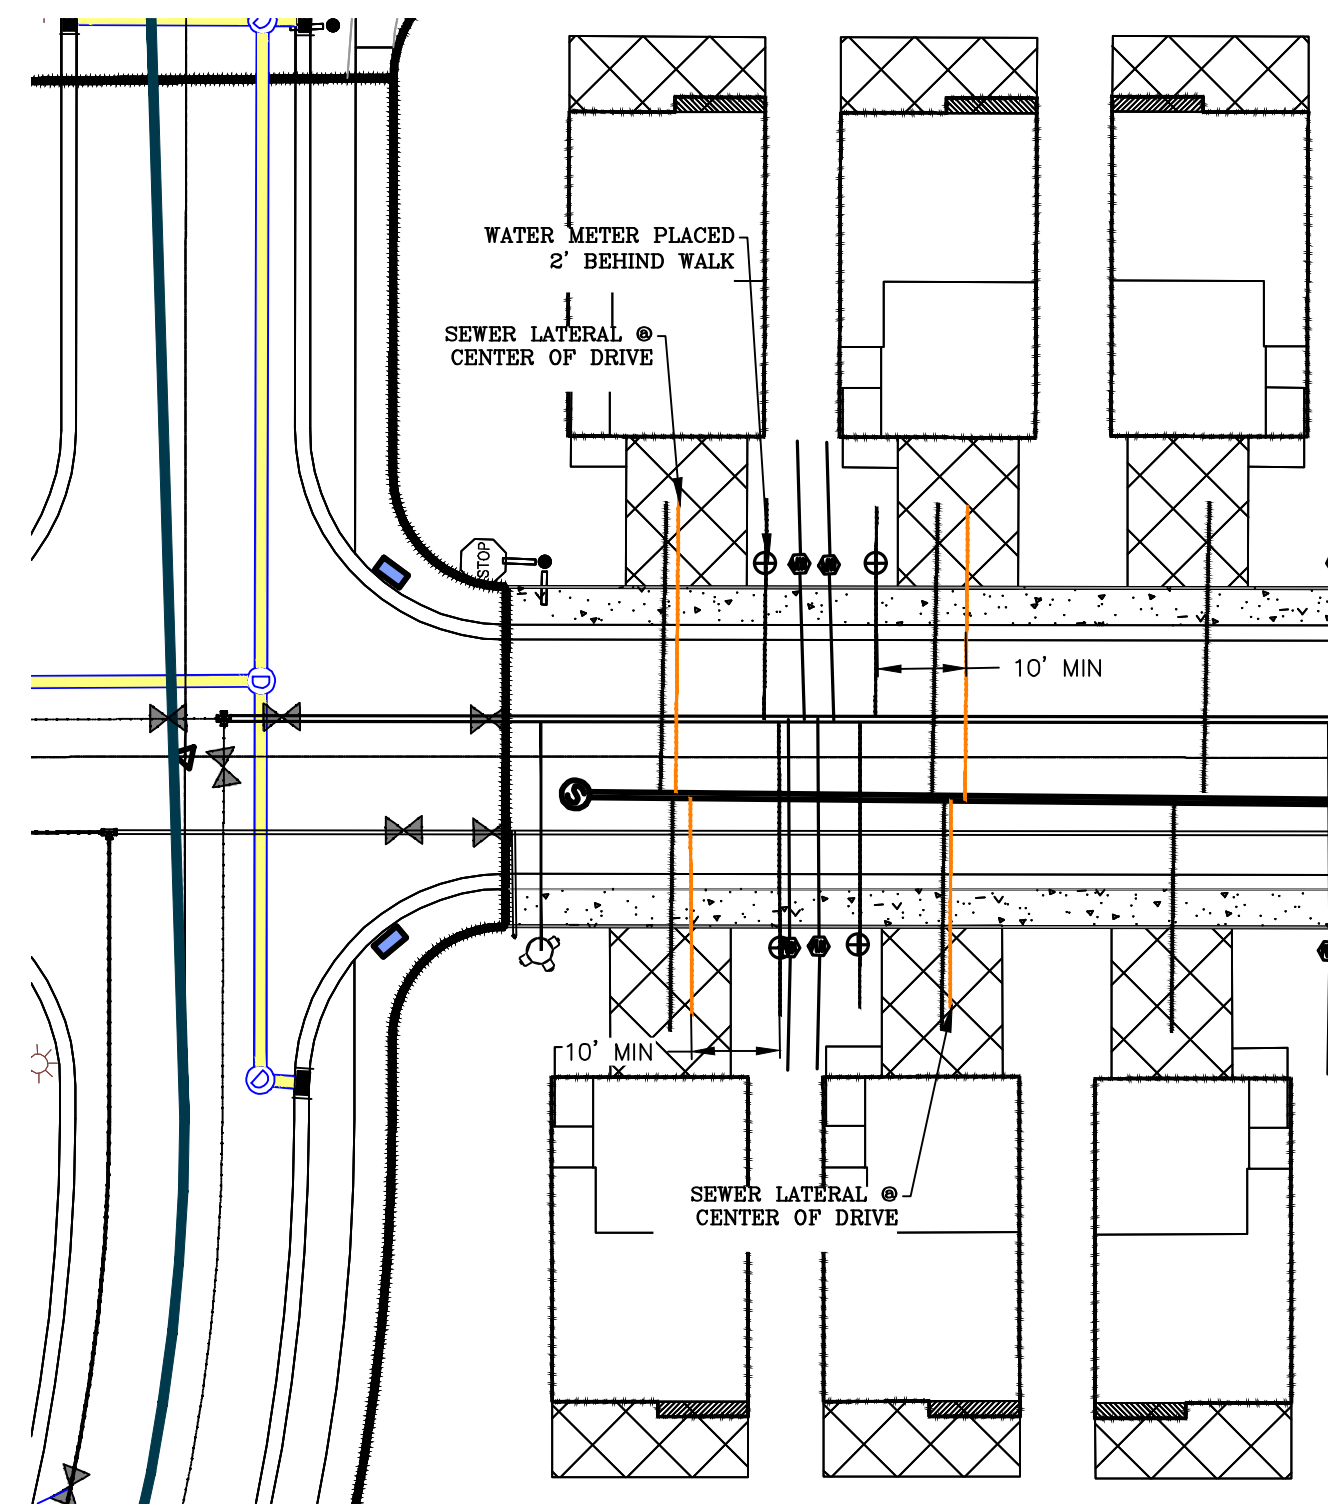 WATER METER PLACED
2' BEHIND WALK
SEWER LATERAL @
CENTER OF DRIVE
STOP
10' MIN
D
D
S
10' MIN
D
SEWER LATERAL @
CENTER OF DRIVE